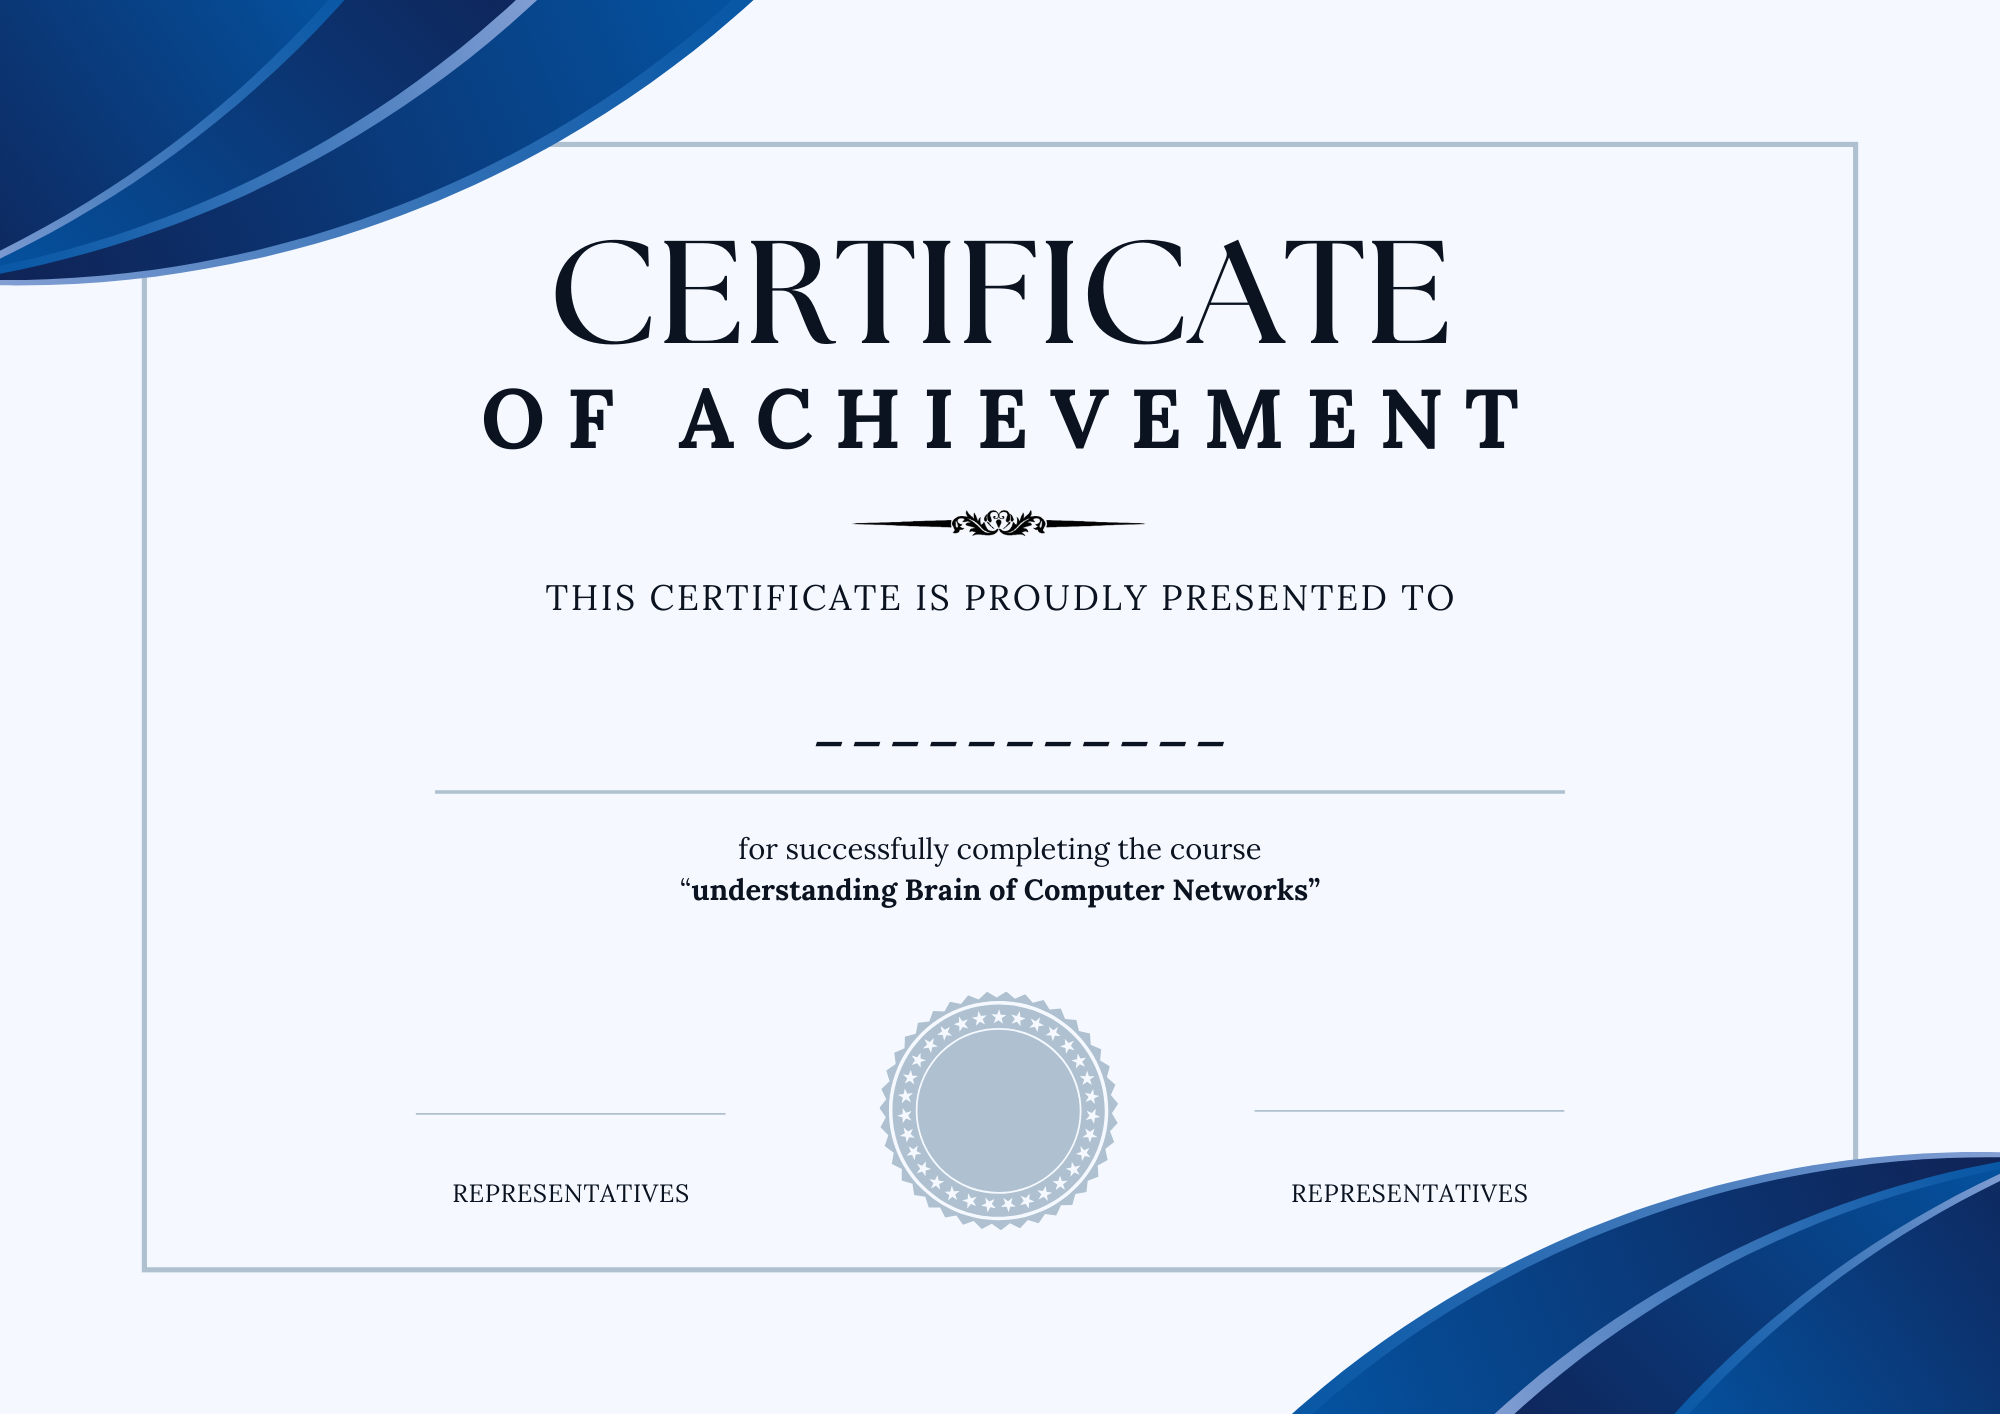 CERTIFICATE
OF ACHIEVEMENT
THIS CERTIFICATE IS PROUDLY PRESENTED TO
___________
for successfully completing the course
“understanding Brain of Computer Networks”
REPRESENTATIVES
REPRESENTATIVES